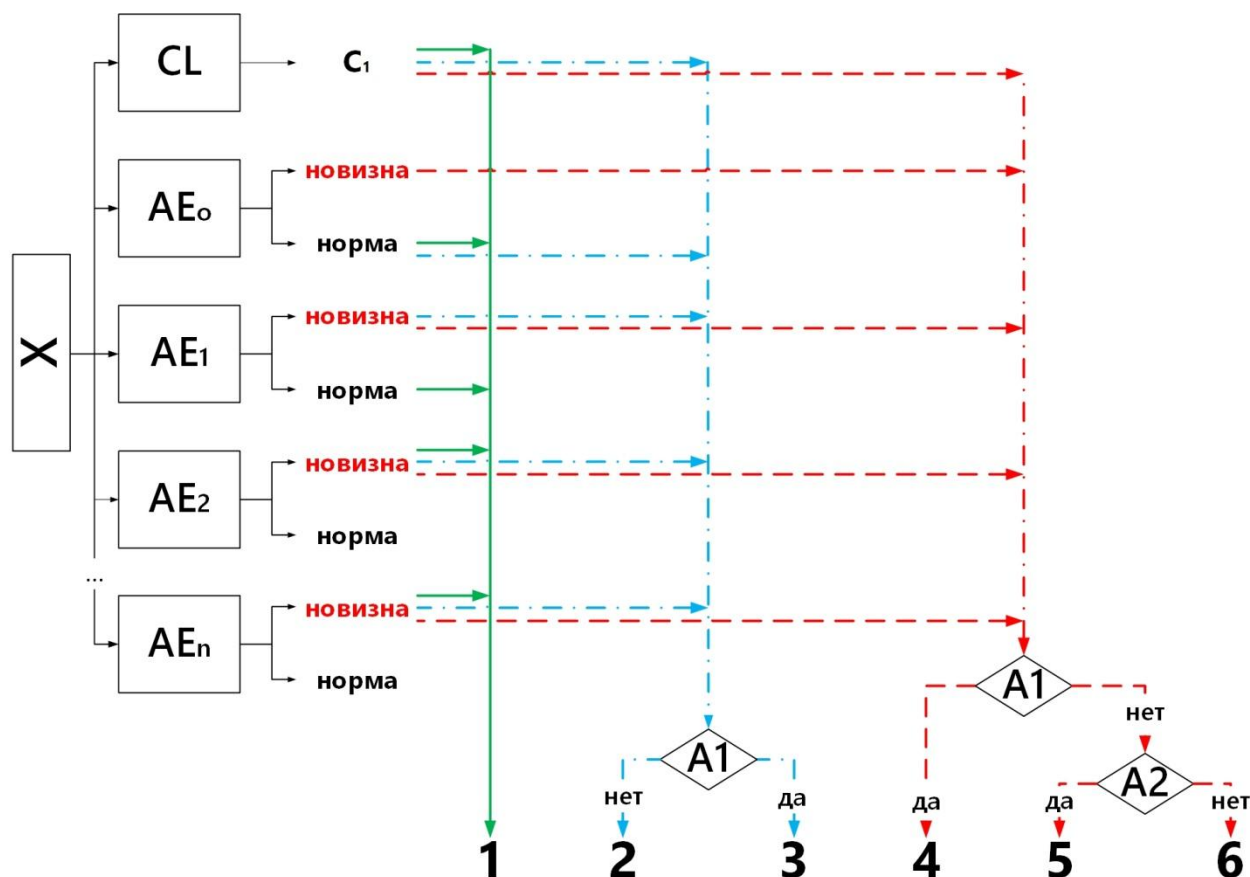 CL
C₁
новизна
AE₀
норма
X
новизна
AE₁
норма
новизна
AE₂
норма
...
новизна
AEₙ
норма
A1
нет
A1
A2
нет
да
да
да
нет
1 2 3 4 5 6